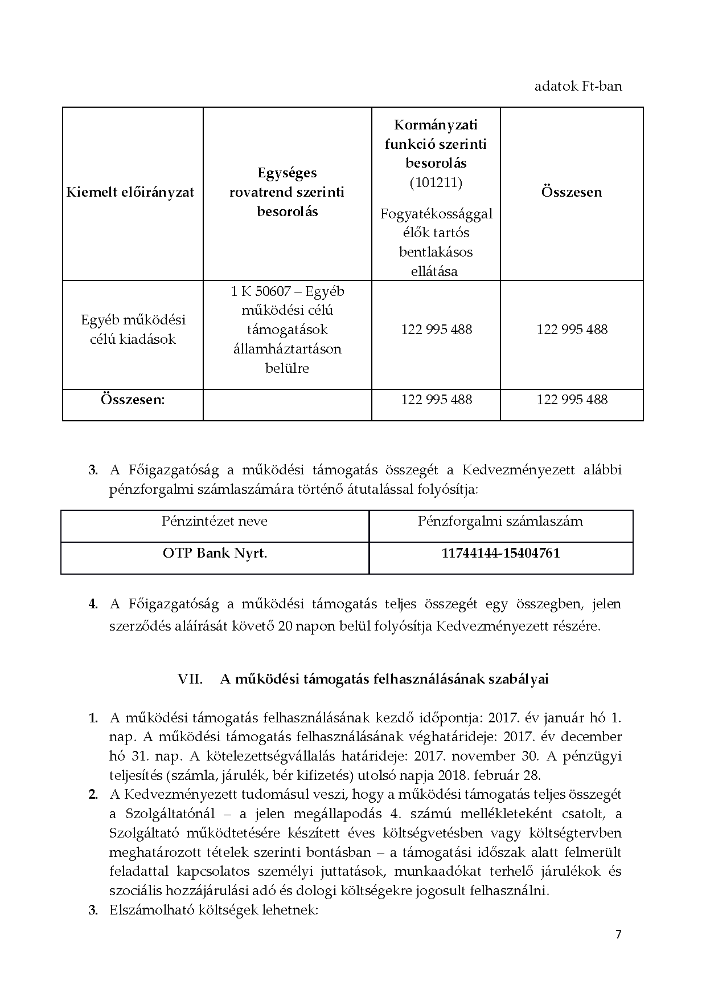 adatok Ft-ban
Kiemelt előirányzat
Egységes
rovatrend szerinti
besorolás
Kormányzati
funkció szerinti
besorolás
(101211)
Fogyatékossággal
élők tartós
bentlakásos
ellátása
Összesen
Egyéb működési
célú kiadások
1 K 50607 – Egyéb
működési célú
támogatások
államháztartáson
belülre
122 995 488
122 995 488
Összesen:
122 995 488
122 995 488
3. A Főigazgatóság a működési támogatás összegét a Kedvezményezett alábbi
pénzforgalmi számlaszámára történő átutalással folyósítja:
Pénzintézet neve
Pénzforgalmi számlaszám
OTP Bank Nyrt.
11744144-15404761
4. A Főigazgatóság a működési támogatás teljes összegét egy összegben, jelen
szerződés aláírását követő 20 napon belül folyósítja Kedvezményezett részére.
VII. A működési támogatás felhasználásának szabályai
1. A működési támogatás felhasználásának kezdő időpontja: 2017. év január hó 1.
nap. A működési támogatás felhasználásának véghatárideje: 2017. év december
hó 31. nap. A kötelezettségvállalás határideje: 2017. november 30. A pénzügyi
teljesítés (számla, járulék, bér kifizetés) utolsó napja 2018. február 28.
2. A Kedvezményezett tudomásul veszi, hogy a működési támogatás teljes összegét
a Szolgáltatónál – a jelen megállapodás 4. számú mellékleteként csatolt, a
Szolgáltató működtetésére készített éves költségvetésben vagy költségtervben
meghatározott tételek szerinti bontásban – a támogatási időszak alatt felmerült
feladattal kapcsolatos személyi juttatások, munkaadókat terhelő járulékok és
szociális hozzájárulási adó és dologi költségekre jogosult felhasználni.
3. Elszámolható költségek lehetnek:
7